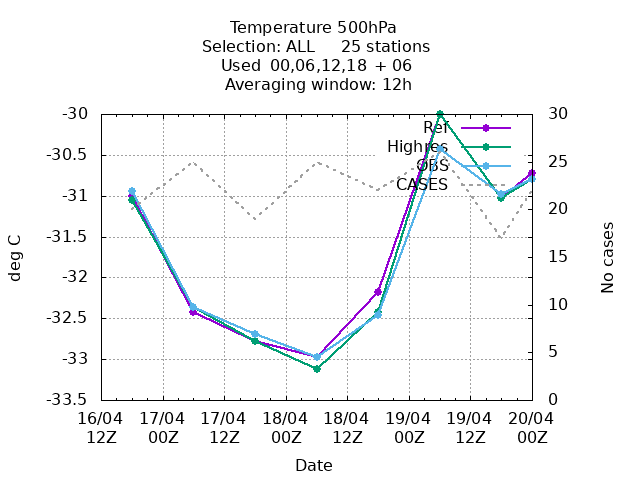 Temperature 500hPa
Selection: ALL 25 stations
Used 00,06,12,18 + 06
Averaging window: 12h
-30
-30.5
-31
-31.5
-32
-32.5
-33
-33.5
deg C
30
25
20
15
10
5
0
No cases
Ref
Highres
OBS
CASES
16/04 17/04 17/04 18/04 18/04 19/04 19/04 20/04
12Z 00Z 12Z 00Z 12Z 00Z 12Z 00Z
Date